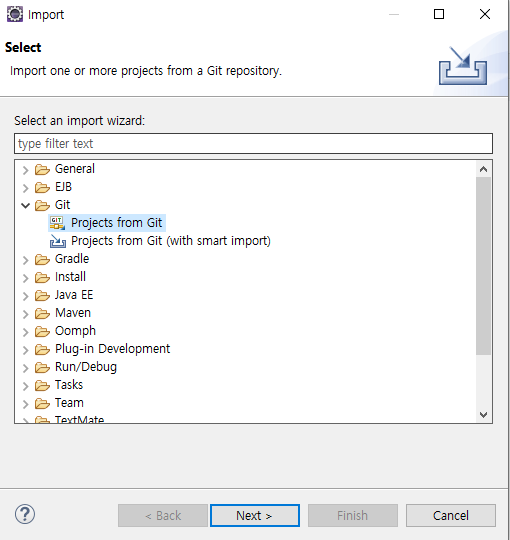 Import
Select
Import one or more projects from a Git repository.
Select an import wizard:
type filter text
General
EJB
Git
Projects from Git
Projects from Git (with smart import)
Gradle
Install
Java EE
Maven
Oomph
Plug-in Development
Run/Debug
Tasks
Team
TextMate
< Back
Next >
Finish
Cancel